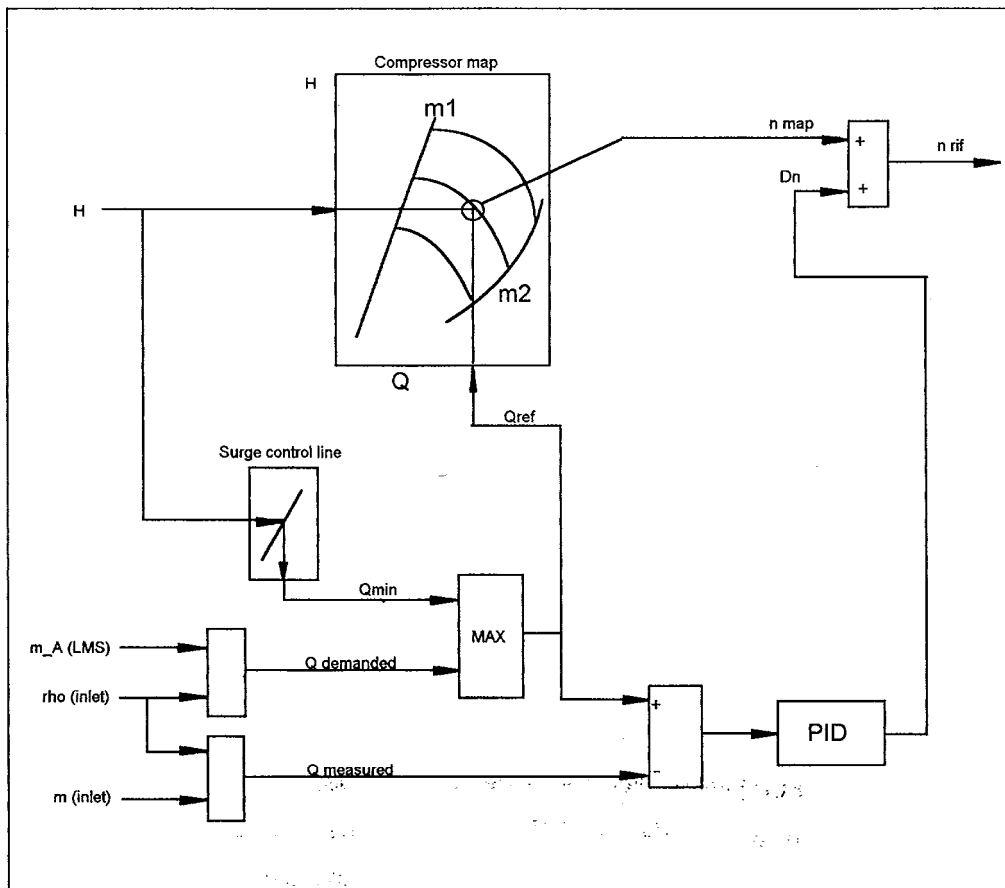 Compressor map
H
m1
n map
+
n rif
Dn
+
H
m2
Q
Qref
Surge control line
Qmin
MAX
m_A (LMS)
Q demanded
rho (inlet)
+
PID
Q measured
-
m (inlet)